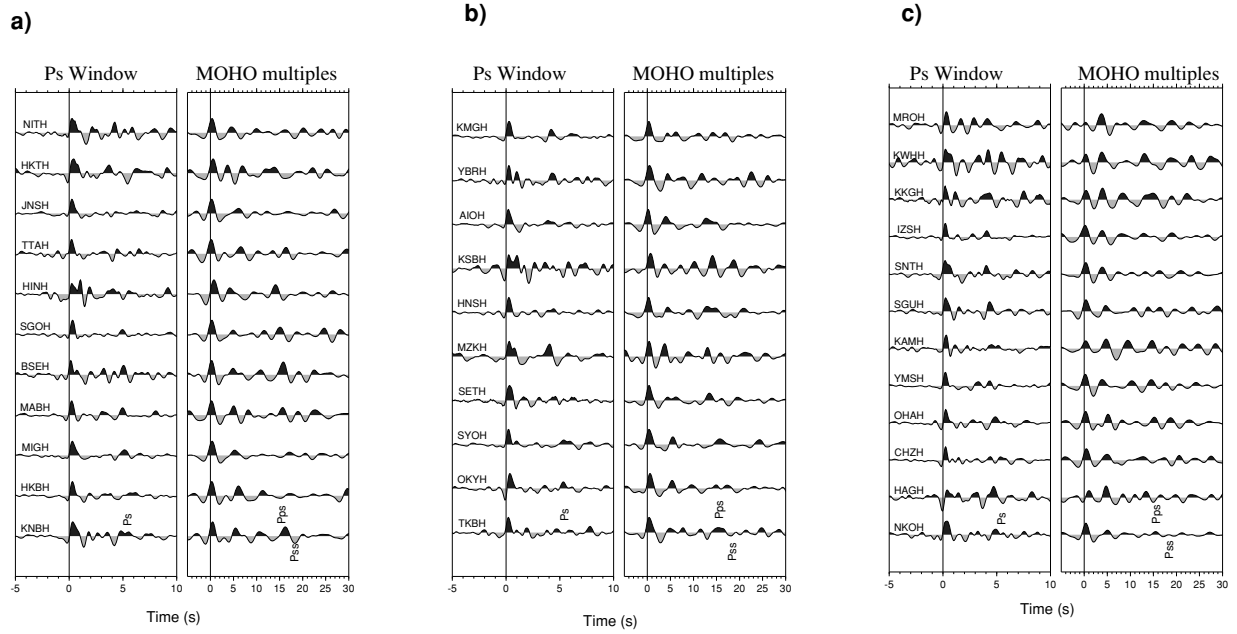 a)
Ps Window
MOHO multiples
NITH
HKTH
JNSH
TTAH
HINH
SGOH
BSEH
MABH
MIGH
HKBH
KNBH
Ps
Pps
Pss
-5 0 5 10
0 5 10 15 20 25 30
Time (s)
b)
Ps Window
MOHO multiples
KMGH
YBRH
AIOH
KSBH
HNSH
MZKH
SETH
SYOH
OKYH
TKBH
Ps
Pps
Pss
-5 0 5 10
0 5 10 15 20 25 30
Time (s)
c)
Ps Window
MOHO multiples
MROH
KWHH
KKGH
IZSH
SNTH
SGUH
KAMH
YMSH
OHAH
CHZH
HAGH
NKOH
Ps
Pps
Pss
-5 0 5 10
0 5 10 15 20 25 30
Time (s)